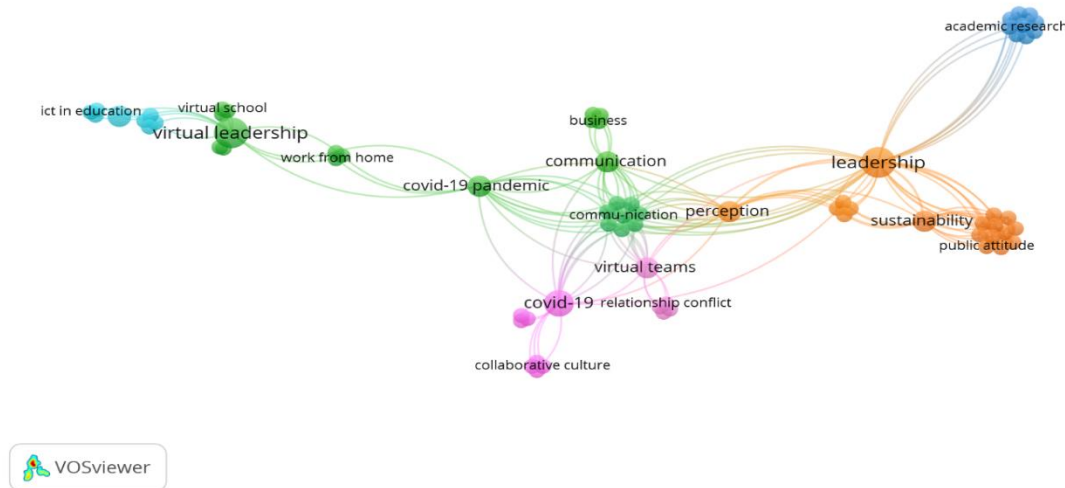 academic research
ict in education
virtual school
virtual leadership
business
work from home
communication
leadership
covid-19 pandemic
commu-nication
perception
sustainability
public attitude
virtual teams
covid-19
relationship conflict
collaborative culture
VOSviewer